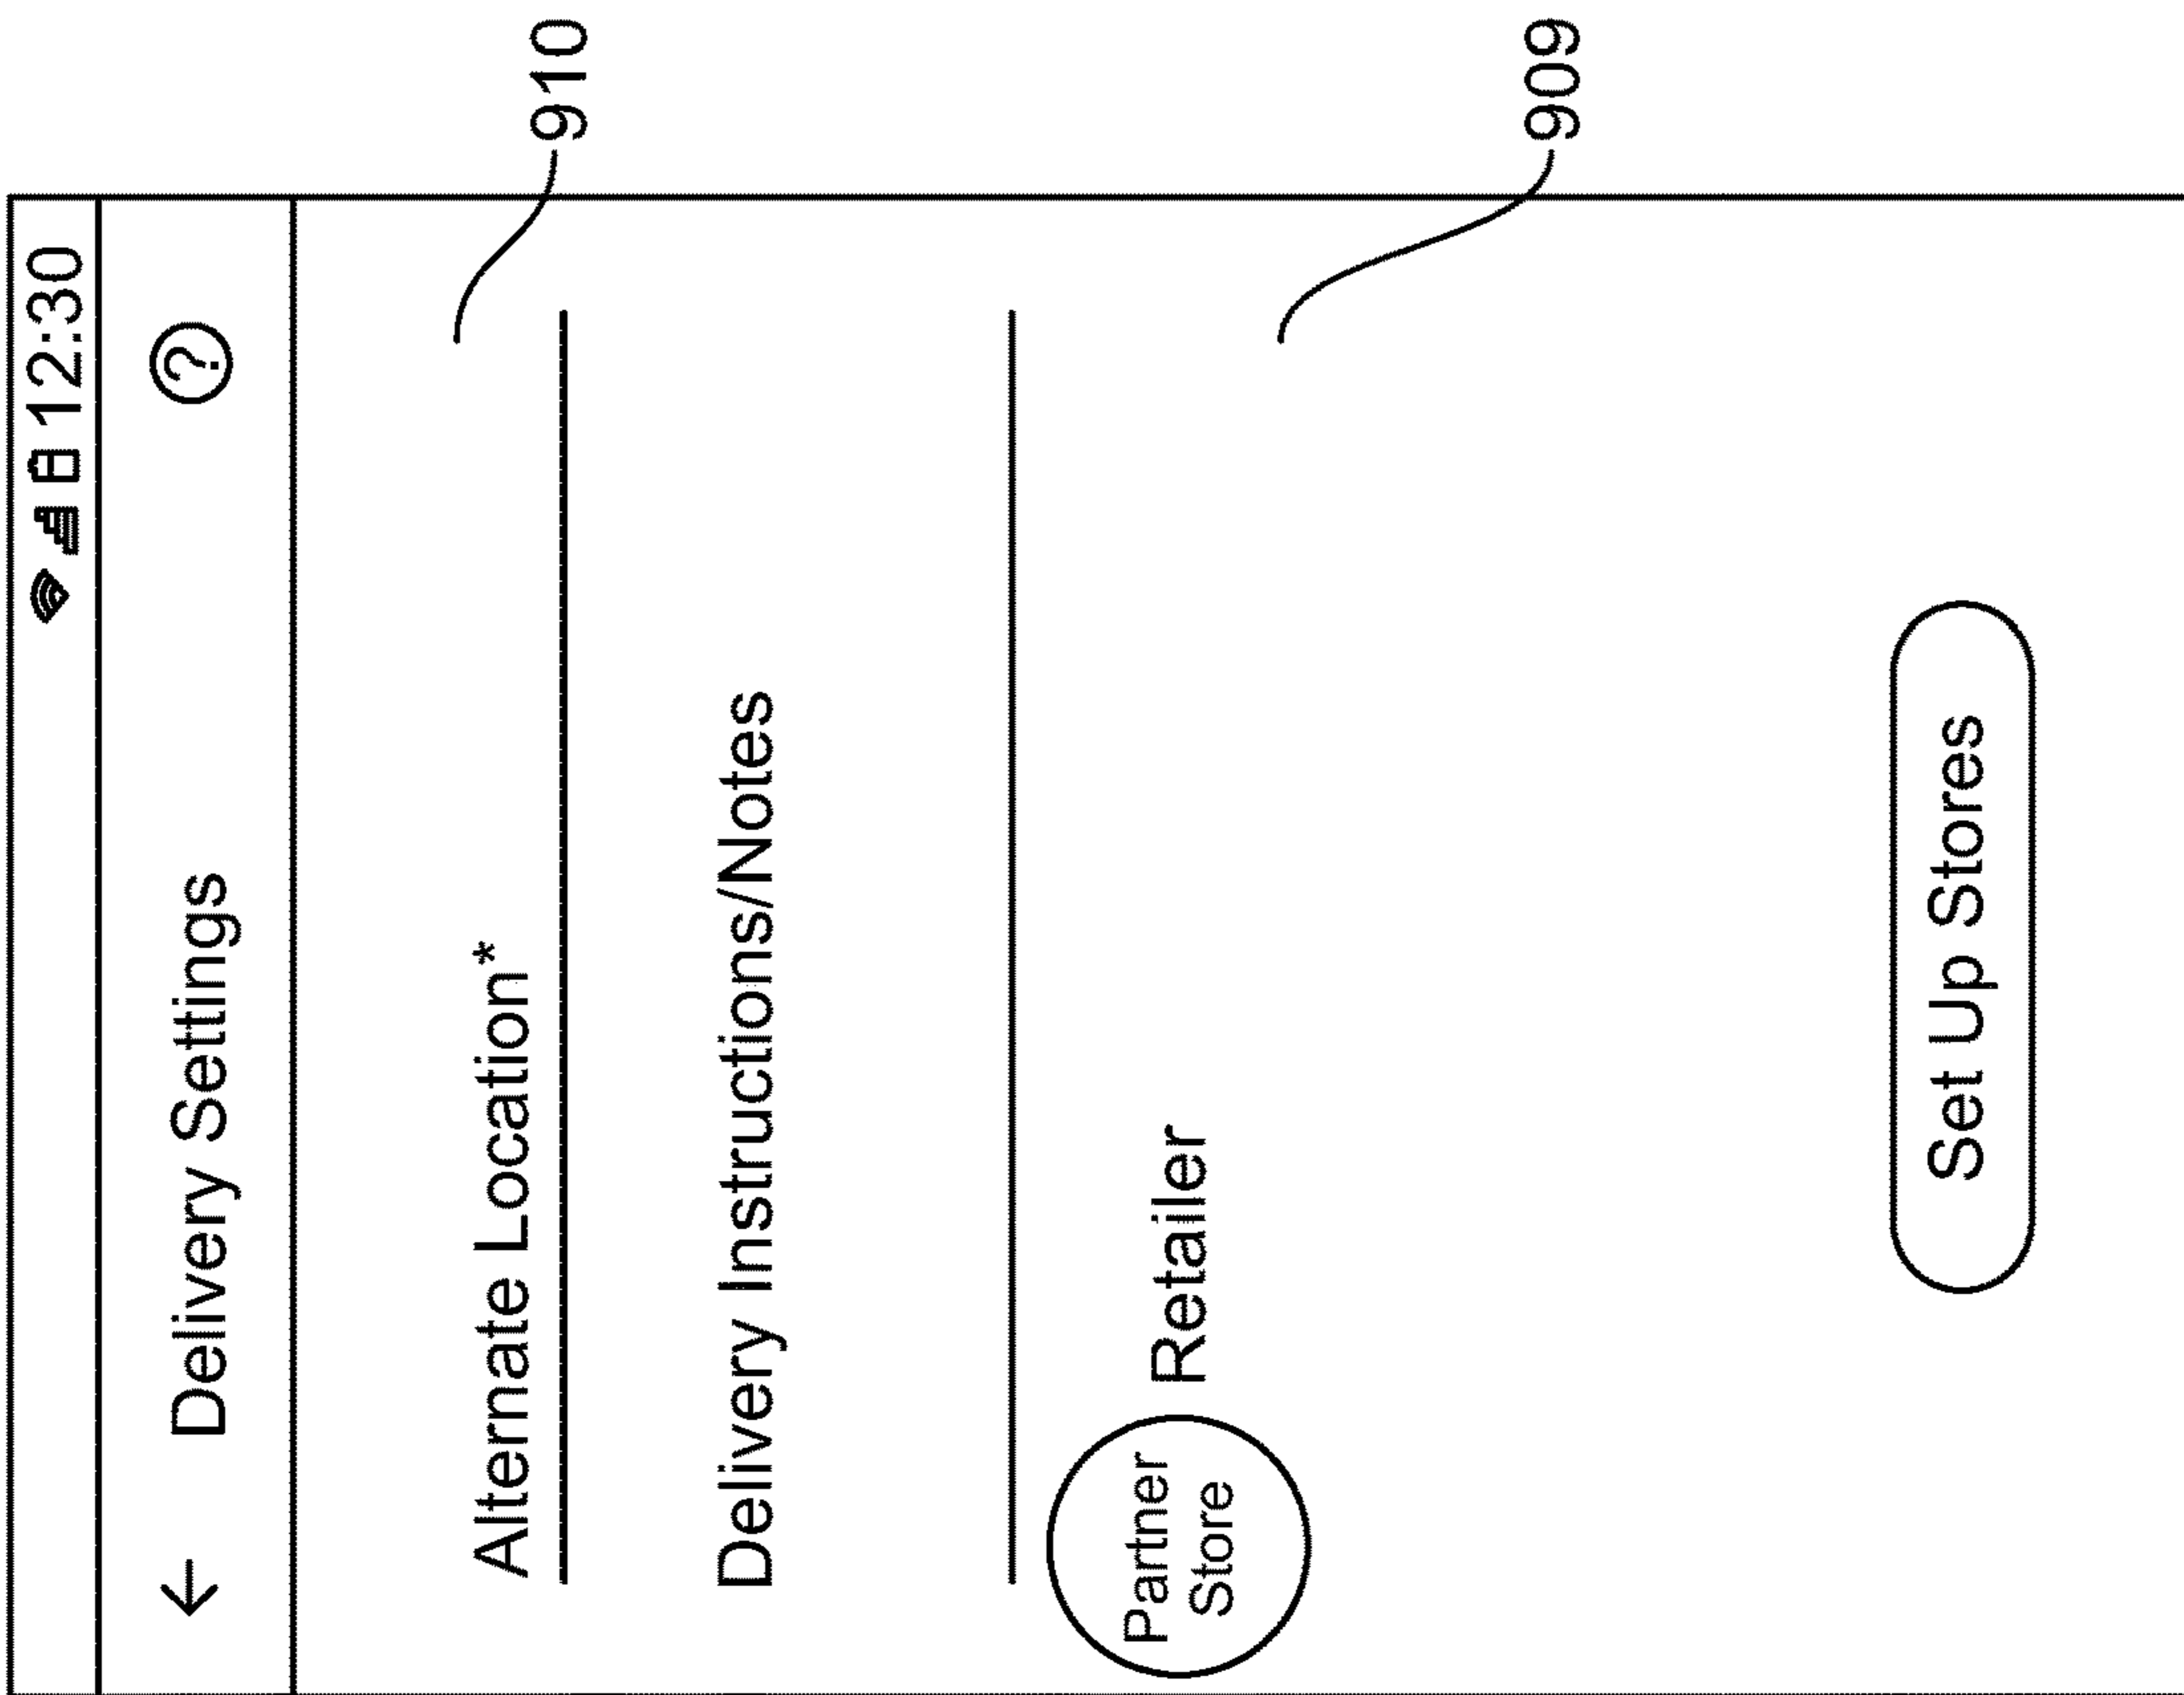 12:30
Delivery Settings ?
910
Alternate Location*
Delivery Instructions/Notes
909
Partner
Store
Retailer
Set Up Stores